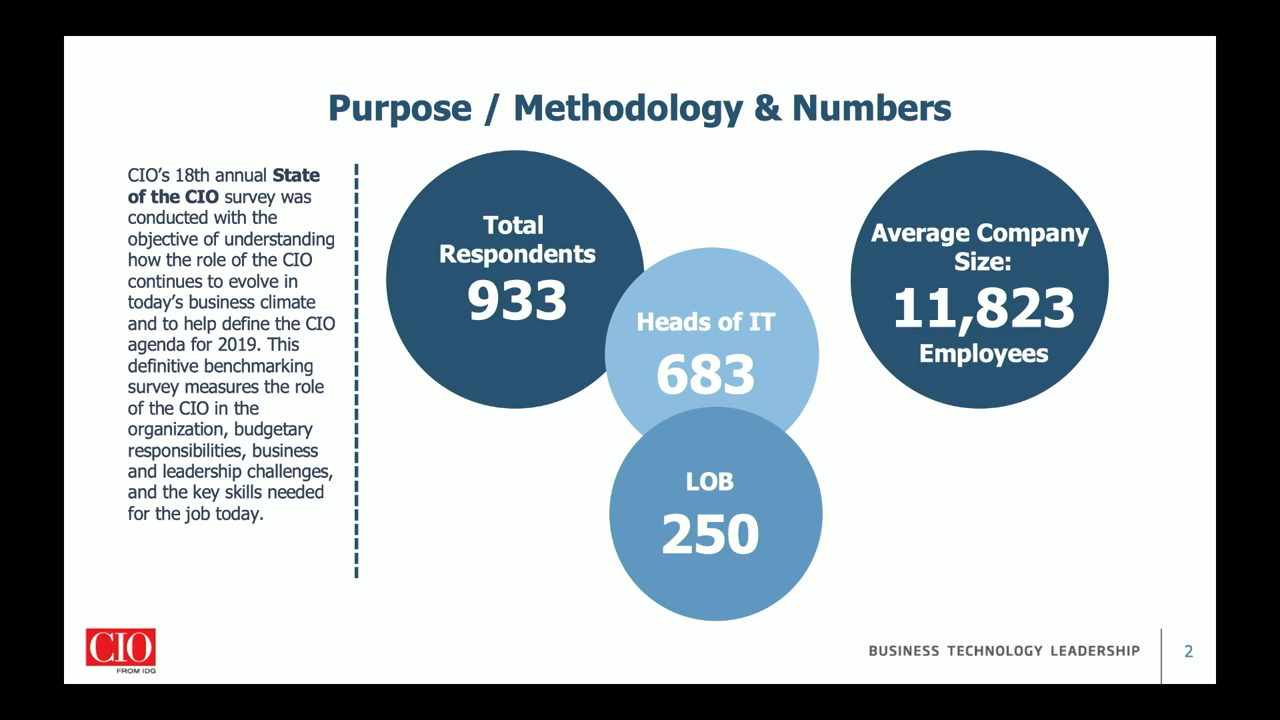 Purpose / Methodology & Numbers
CIO’s 18th annual State
of the CIO survey was
conducted with the
objective of understanding
how the role of the CIO
continues to evolve in
today’s business climate
and to help define the CIO
agenda for 2019. This
definitive benchmarking
survey measures the role
of the CIO in the
organization, budgetary
responsibilities, business
and leadership challenges,
and the key skills needed
for the job today.
Total
Respondents
933
Heads of IT
683
LOB
250
Average Company
Size:
11,823
Employees
CIO
FROM IDG
BUSINESS TECHNOLOGY LEADERSHIP
2